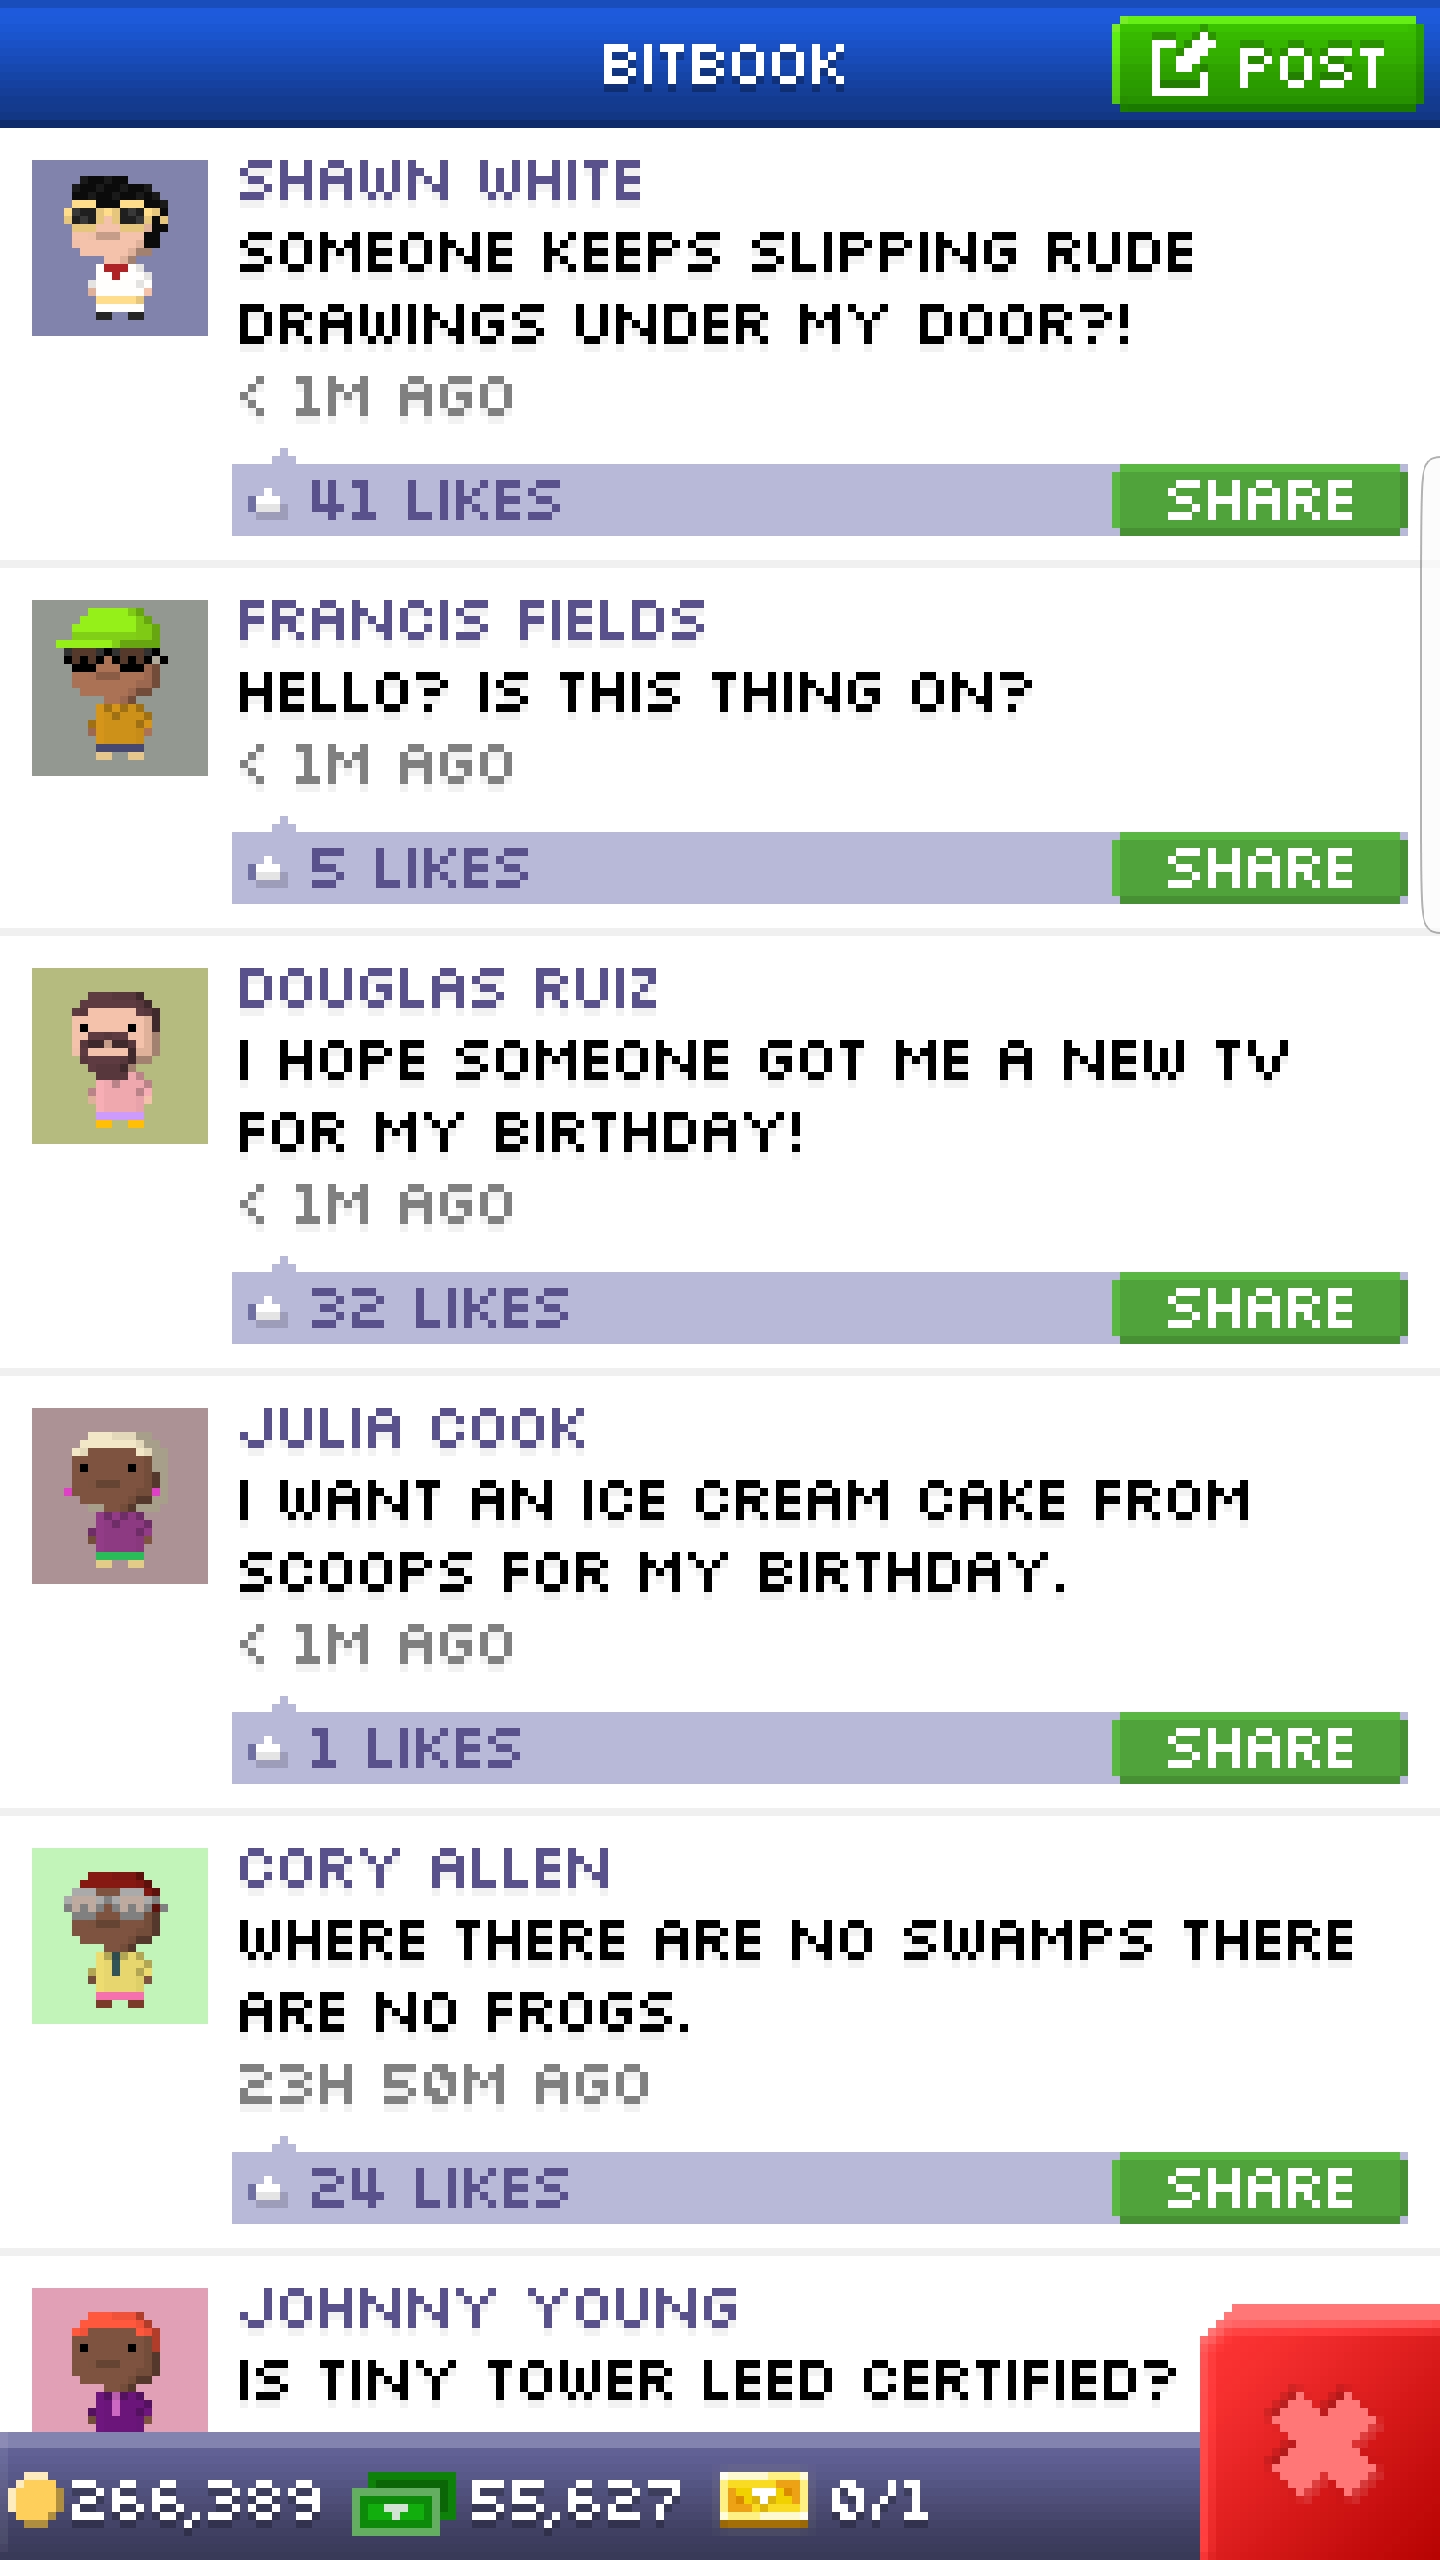 BITBOOK
POST
SHAWN WHITE
SOMEONE KEEPS SLIPPING RUDE
DRAWINGS UNDER MY DOOR?!
< 1M AGO
41 LIKES
SHARE
FRANCIS FIELDS
HELLO? IS THIS THING ON?
< 1M AGO
5 LIKES
SHARE
DOUGLAS RUIZ
I HOPE SOMEONE GOT ME A NEW TV
FOR MY BIRTHDAY!
< 1M AGO
32 LIKES
SHARE
JULIA COOK
I WANT AN ICE CREAM CAKE FROM
SCOOPS FOR MY BIRTHDAY.
< 1M AGO
1 LIKES
SHARE
CORY ALLEN
WHERE THERE ARE NO SWAMPS THERE
ARE NO FROGS.
23H 50M AGO
24 LIKES
SHARE
JOHNNY YOUNG
IS TINY TOWER LEED CERTIFIED?
266,389 55,627 0/1